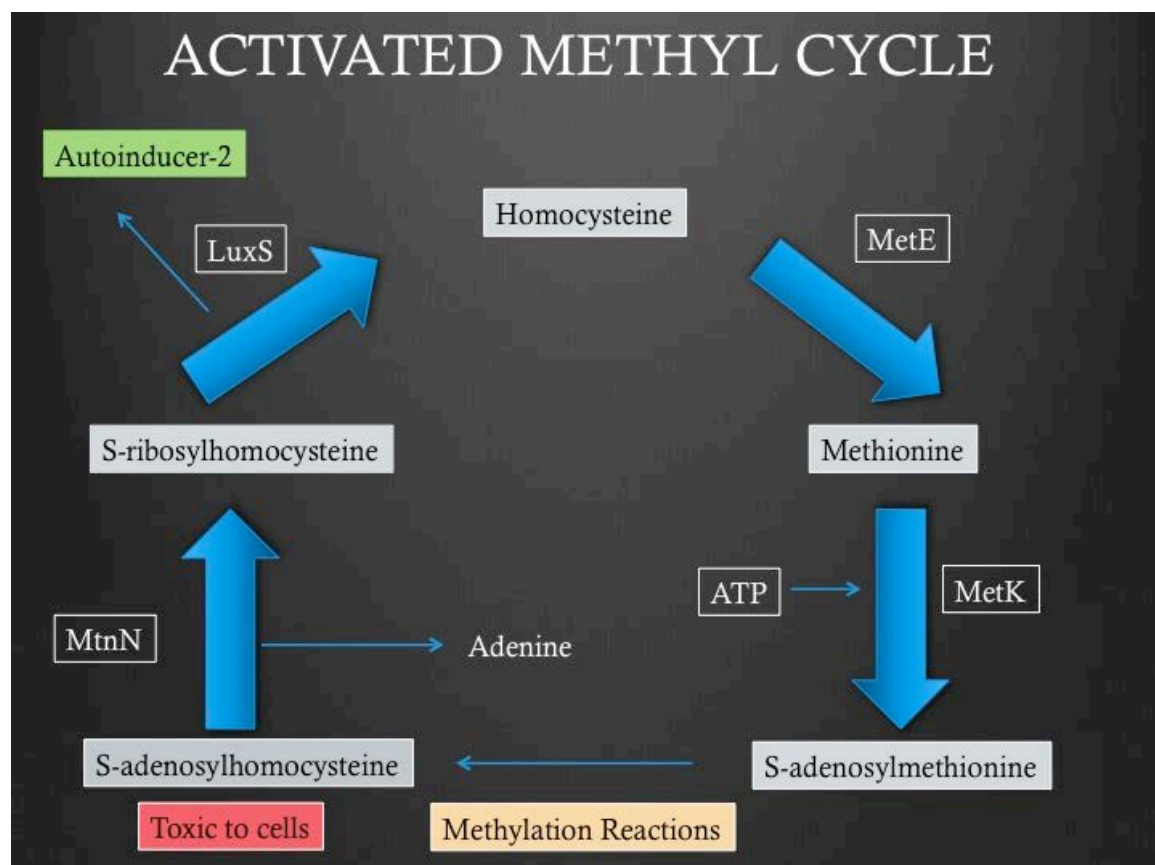 ACTIVATED METHYL CYCLE
Autoinducer-2
Homocysteine
LuxS
MetE
S-ribosylhomocysteine
Methionine
ATP
MetK
MtnN
Adenine
S-adenosylhomocysteine
S-adenosylmethionine
Toxic to cells
Methylation Reactions